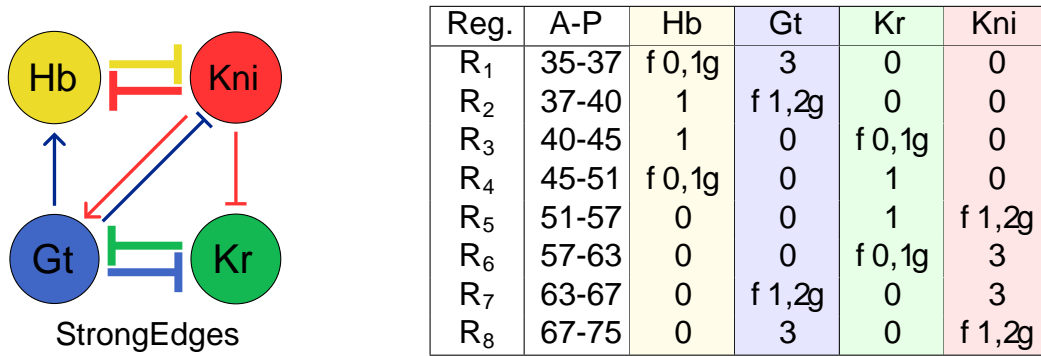 Hb Kni
Gt Kr
StrongEdges
Reg. A-P Hb Gt Kr Kni
R1 35-37 f 0,1g 3 0 0
R2 37-40 1 f 1,2g 0 0
R3 40-45 1 0 f 0,1g 0
R4 45-51 f 0,1g 0 1 0
R5 51-57 0 0 1 f 1,2g
R6 57-63 0 0 f 0,1g 3
R7 63-67 0 f 1,2g 0 3
R8 67-75 0 3 0 f 1,2g